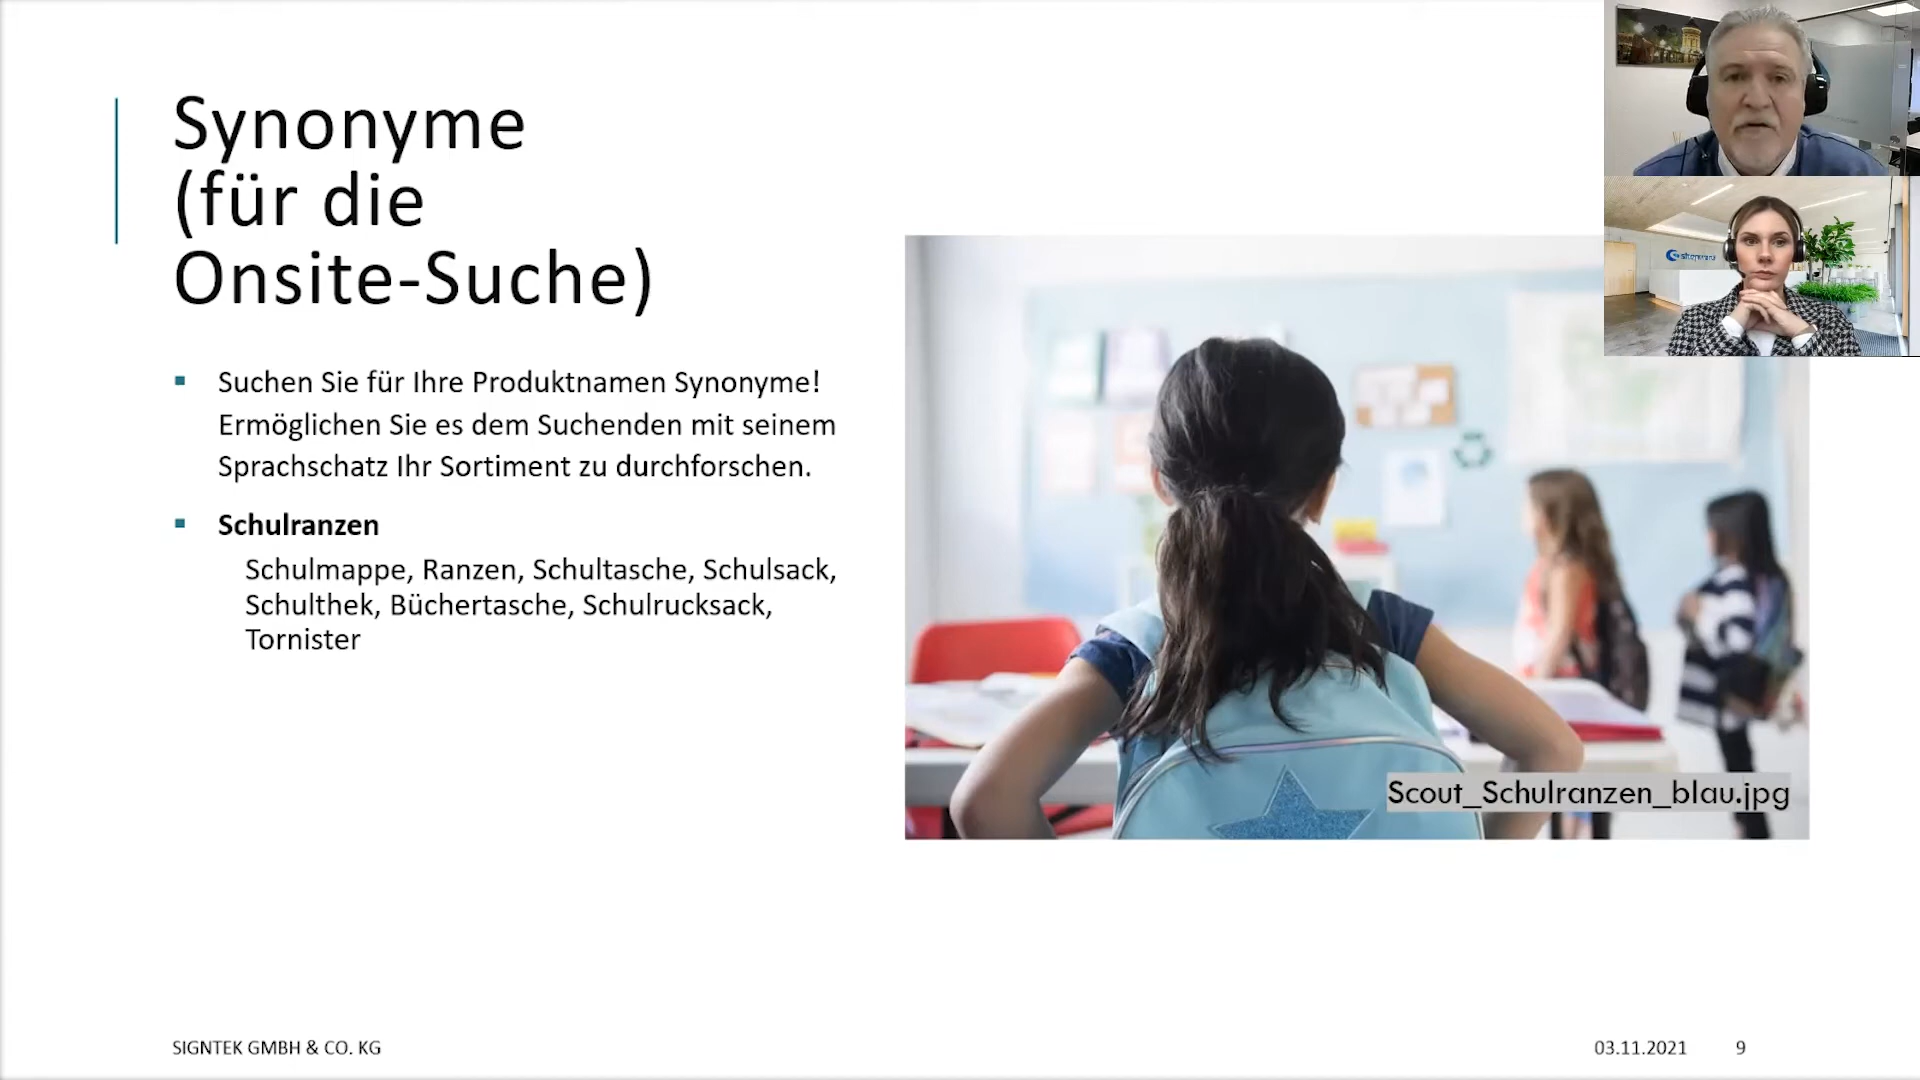 Synonyme
(für die
Onsite-Suche)
▪ Suchen Sie für Ihre Produktnamen Synonyme!
Ermöglichen Sie es dem Suchenden mit seinem
Sprachschatz Ihr Sortiment zu durchforschen.
▪ Schulranzen
Schulmappe, Ranzen, Schultasche, Schulsack,
Schulthek, Büchertasche, Schulrucksack,
Tornister
Scout_Schulranzen_blau.jpg
SIGNTEK GMBH & CO. KG
03.11.2021 9